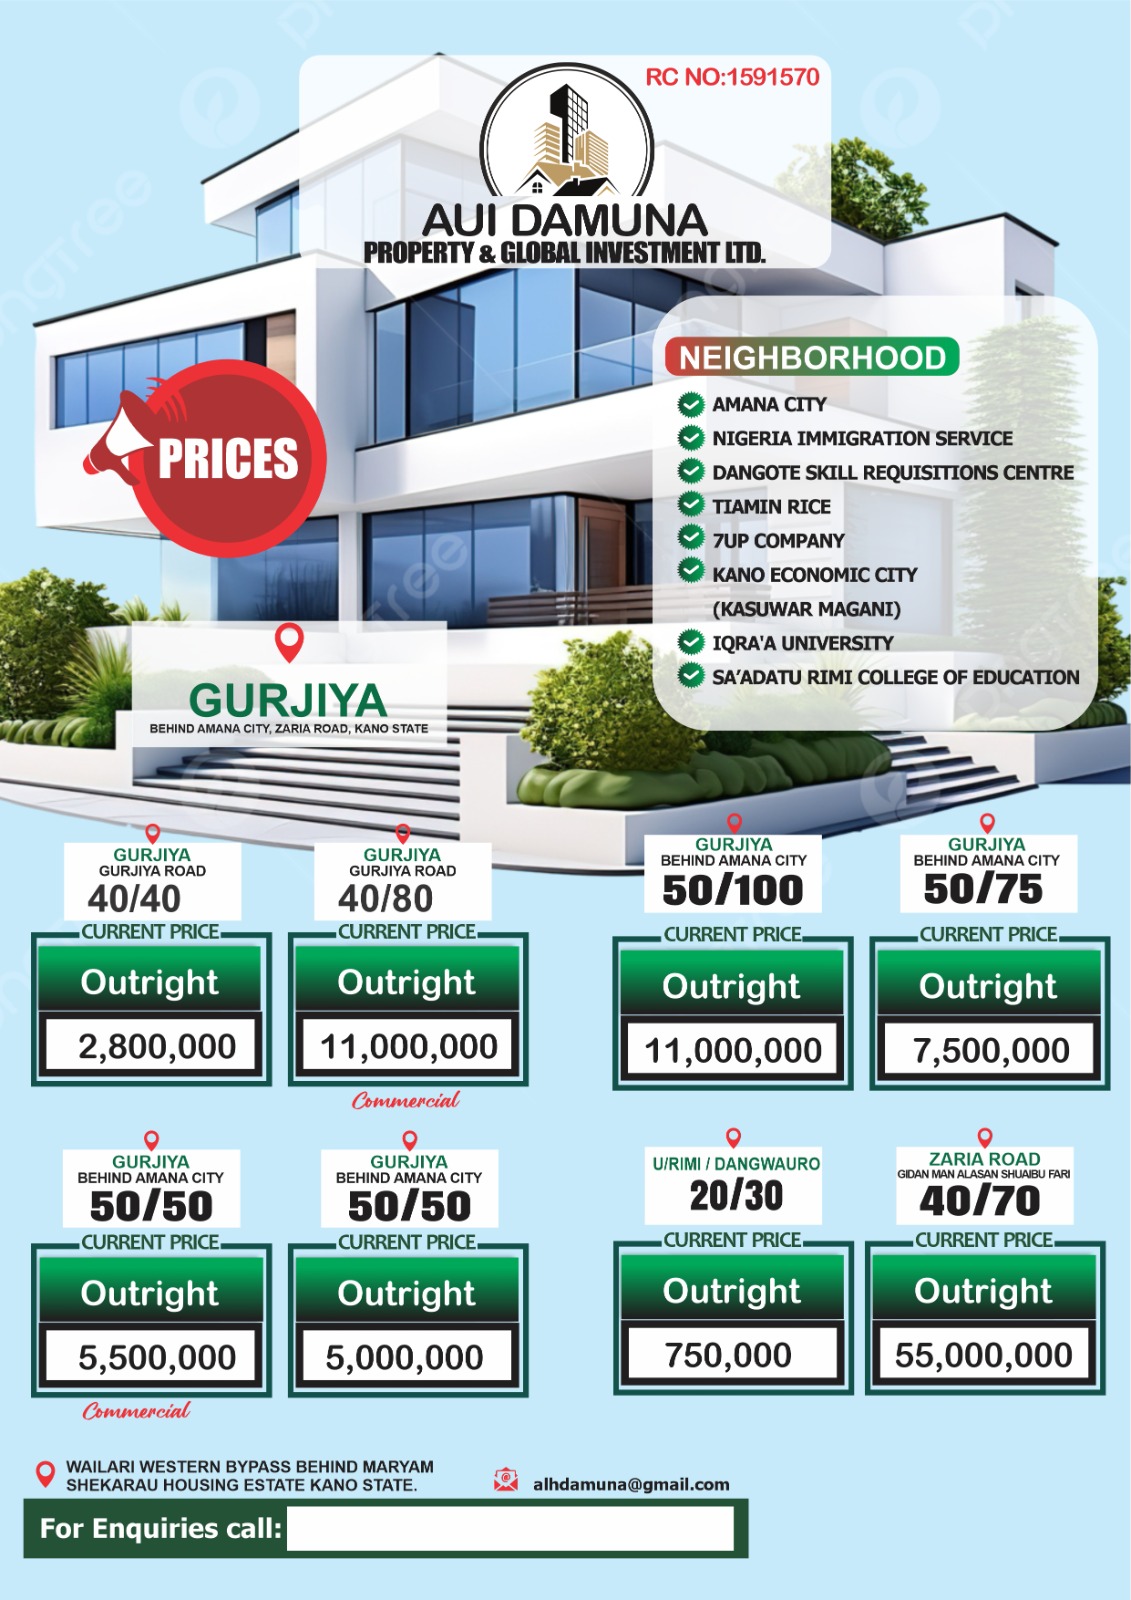 RC NO:1591570
AUI DAMUNA
PROPERTY & GLOBAL INVESTMENT LTD.
NEIGHBORHOOD
AMANA CITY
NIGERIA IMMIGRATION SERVICE
DANGOTE SKILL REQUISITIONS CENTRE
TIAMIN RICE
7UP COMPANY
KANO ECONOMIC CITY
(KASUWAR MAGANI)
IQRA'A UNIVERSITY
SA'ADATU RIMI COLLEGE OF EDUCATION
PRICES
GURJIYA
BEHIND AMANA CITY, ZARIA ROAD, KANO STATE
GURJIYA
GURJIYA ROAD
40/40
CURRENT PRICE
Outright
2,800,000
GURJIYA
GURJIYA ROAD
40/80
CURRENT PRICE
Outright
11,000,000
Commercial
GURJIYA
BEHIND AMANA CITY
50/100
CURRENT PRICE
Outright
11,000,000
GURJIYA
BEHIND AMANA CITY
50/75
CURRENT PRICE
Outright
7,500,000
GURJIYA
BEHIND AMANA CITY
50/50
CURRENT PRICE
Outright
5,500,000
Commercial
GURJIYA
BEHIND AMANA CITY
50/50
CURRENT PRICE
Outright
5,000,000
U/RIMI / DANGWAURO
20/30
CURRENT PRICE
Outright
750,000
ZARIA ROAD
GIDAN MAN ALASAN SHUAIBU FARI
40/70
CURRENT PRICE
Outright
55,000,000
WAILARI WESTERN BYPASS BEHIND MARYAM
SHEKARAU HOUSING ESTATE KANO STATE.
alhdamuna@gmail.com
For Enquiries call: